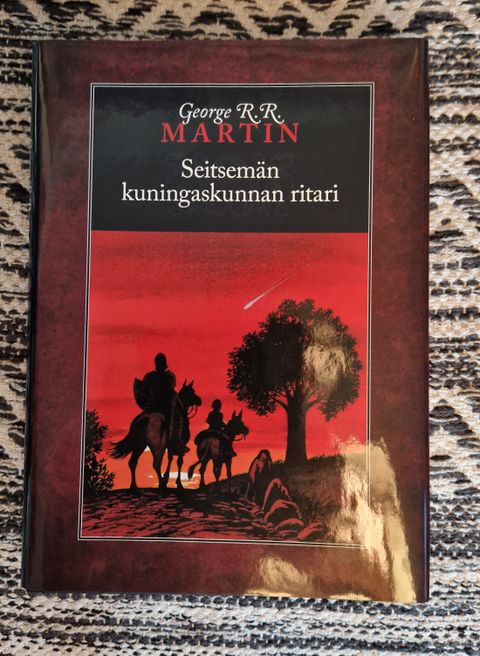 George R.R.
MARTIN
Seitsemän
kuningaskunnan ritari